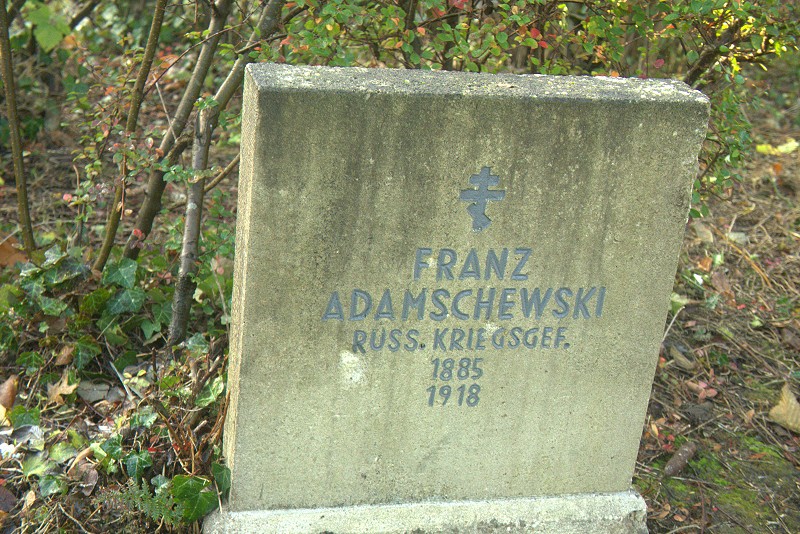 FRANZ
ADAMSCHEWSKI
RUSS. KRIEGSGEF.
1885
1918